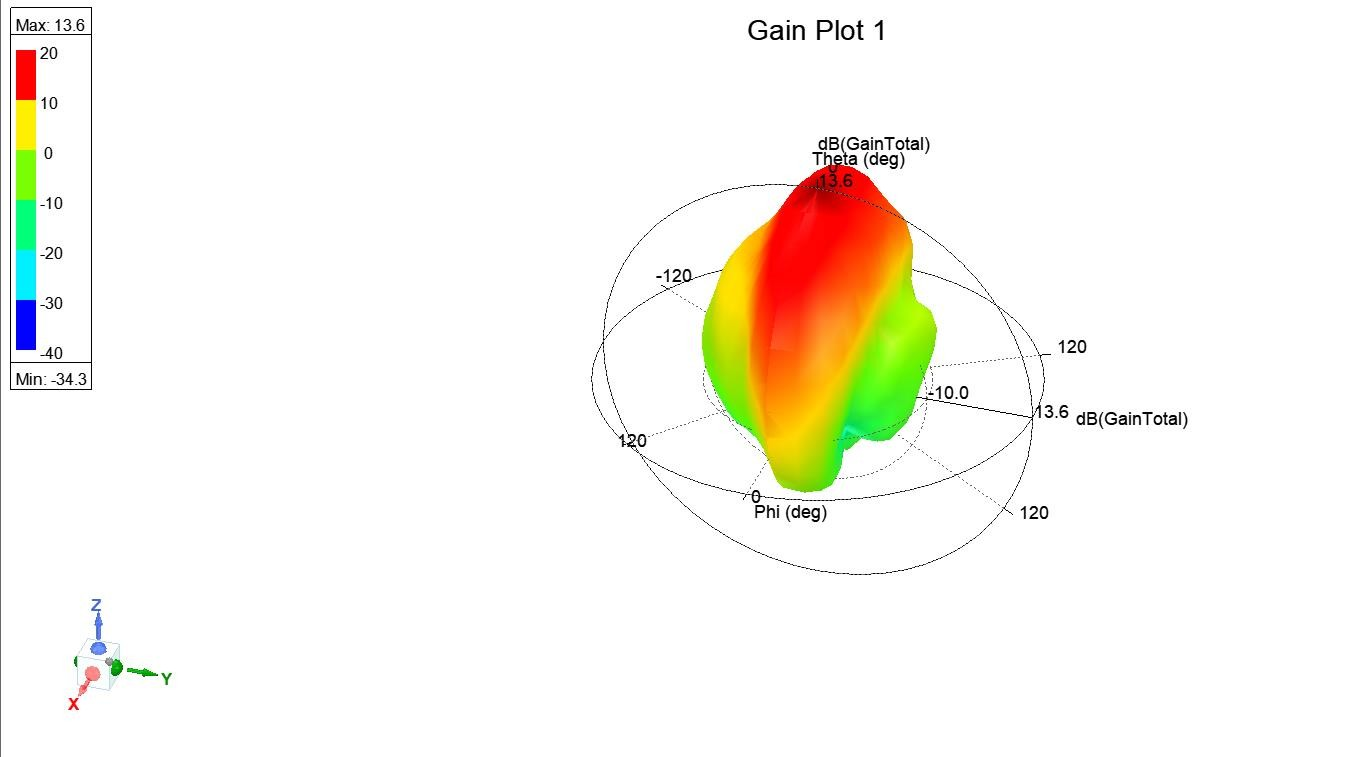 Gain Plot 1
Max: 13.6
20
10
0
-10
-20
-30
-40
Min: -34.3
dB(GainTotal)
Theta (deg)
0
13.6
-120
120
-10.0
13.6 dB(GainTotal)
120
0
120
Phi (deg)
Z
Y
X